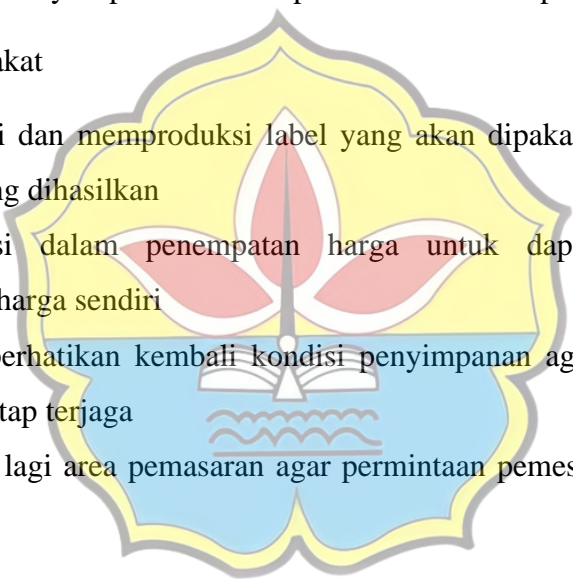 akat
i dan memproduksi label yang akan dipaka
ng dihasilkan
si dalam penempatan harga untuk dap
harga sendiri
perhatikan kembali kondisi penyimpanan ag
tap terjaga
lagi area pemasaran agar permintaan pemes